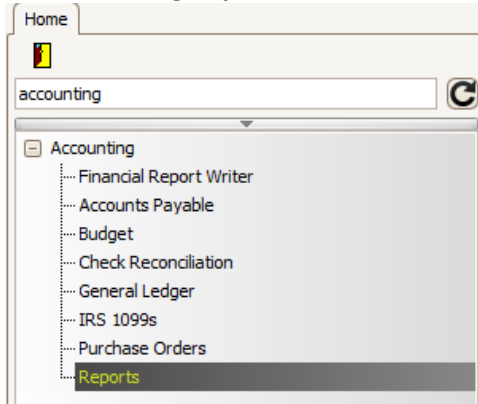 Home
accounting
Accounting
Financial Report Writer
Accounts Payable
Budget
Check Reconciliation
General Ledger
IRS 1099s
Purchase Orders
Reports